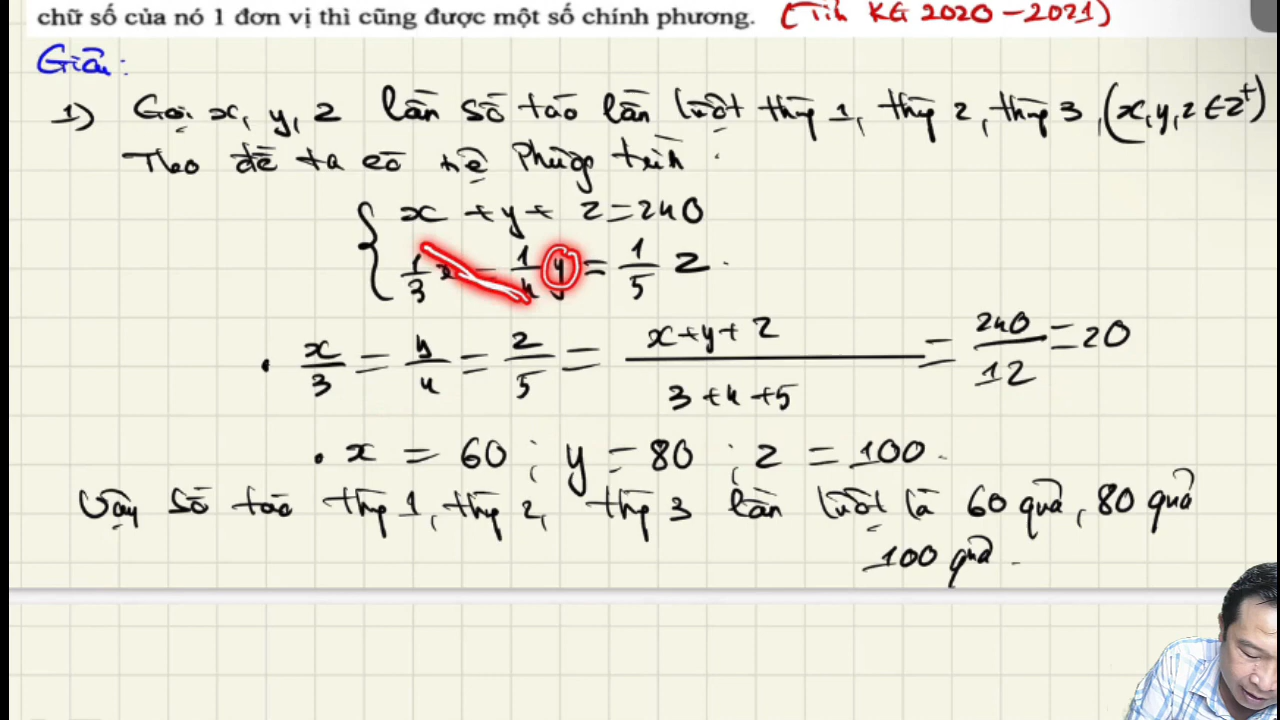 chữ số của nó 1 đơn vị thì cũng được một số chính phương. (Tỉnh KG 2020 - 2021)
Giải:
1) Gọi x, y, z lần số táo lần lượt thùng 1, thùng 2, thùng 3, (x, y, z ∈ Z⁺)
Theo đề ta có hệ Phương trình:
{ x + y + z = 240
1/3 x = 1/4 y = 1/5 z.
• x/3 = y/4 = z/5 = (x+y+z)/(3+4+5) = 240/12 = 20
• x = 60 ; y = 80 ; z = 100.
Vậy số táo thùng 1, thùng 2, thùng 3 lần lượt là 60 quả, 80 quả
100 quả.